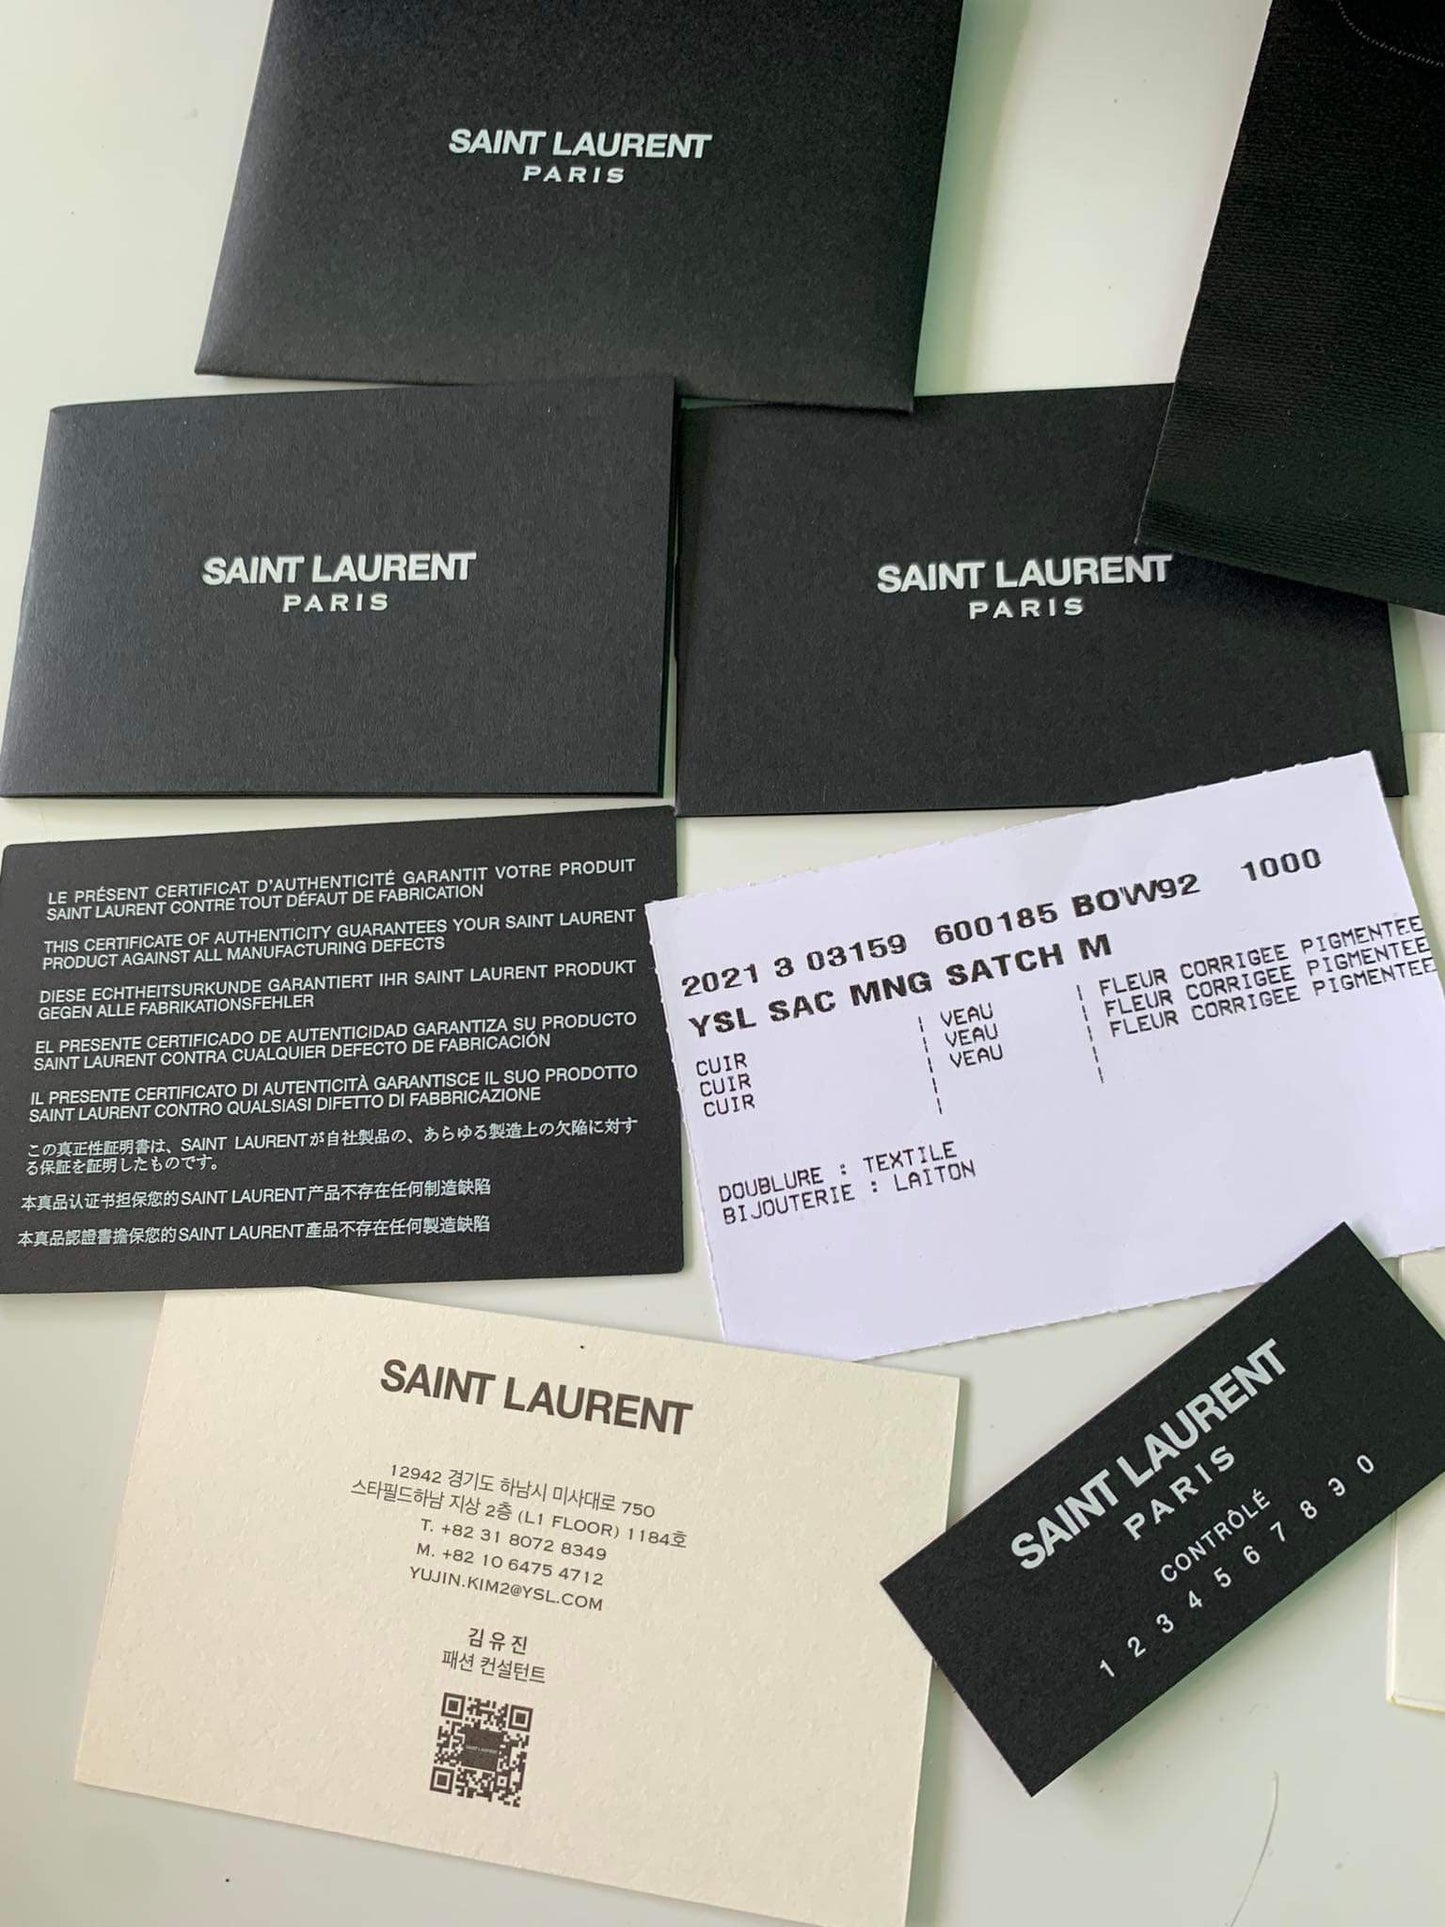 SAINT LAURENT
PARIS
SAINT LAURENT
PARIS
SAINT LAURENT
PARIS
LE PRÉSENT CERTIFICAT D'AUTHENTICITÉ GARANTIT VOTRE PRODUIT
SAINT LAURENT CONTRE TOUT DÉFAUT DE FABRICATION
THIS CERTIFICATE OF AUTHENTICITY GUARANTEES YOUR SAINT LAURENT
PRODUCT AGAINST ALL MANUFACTURING DEFECTS
DIESE ECHTHEITSURKUNDE GARANTIERT IHR SAINT LAURENT PRODUKT
GEGEN ALLE FABRIKATIONSFEHLER
EL PRESENTE CERTIFICADO DE AUTENTICIDAD GARANTIZA SU PRODUCTO
SAINT LAURENT CONTRA CUALQUIER DEFECTO DE FABRICACIÓN
IL PRESENTE CERTIFICATO DI AUTENTICITÀ GARANTISCE IL SUO PRODOTTO
SAINT LAURENT CONTRO QUALSIASI DIFETTO DI FABBRICAZIONE
この真正性証明書は、SAINT LAURENTが自社製品の、あらゆる製造上の欠陥に対す
る保証を証明したものです。
本真品认证书担保您的SAINT LAURENT产品不存在任何制造缺陷
本真品認證書擔保您的SAINT LAURENT產品不存在任何製造缺陷
2021 3 03159 600185 BOW92 1000
YSL SAC MNG SATCH M
CUIR | VEAU | FLEUR CORRIGEE PIGMENTEE
CUIR | VEAU | FLEUR CORRIGEE PIGMENTEE
CUIR | VEAU | FLEUR CORRIGEE PIGMENTEE
DOUBLURE : TEXTILE
BIJOUTERIE : LAITON
SAINT LAURENT
12942 경기도 하남시 미사대로 750
스타필드하남 지상 2층 (L1 FLOOR) 1184호
T. +82 31 8072 8349
M. +82 10 6475 4712
YUJIN.KIM2@YSL.COM
김 유 진
패션 컨설턴트
SAINT LAURENT
SAINT LAURENT
PARIS
CONTRÔLÉ
1 2 3 4 5 6 7 8 9 0